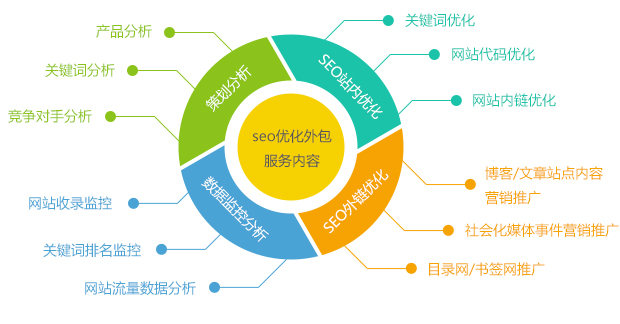 产品分析
关键词分析
竞争对手分析
策划分析
SEO站内优化
关键词优化
网站代码优化
网站内链优化
seo优化外包
服务内容
数据监控分析
SEO外链优化
网站收录监控
关键词排名监控
网站流量数据分析
博客/文章站点内容
营销推广
社会化媒体事件营销推广
目录网/书签网推广